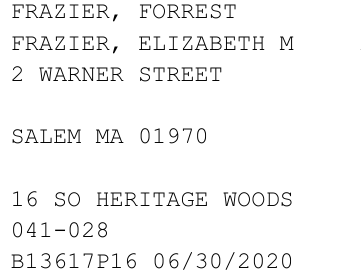 FRAZIER, FORREST
FRAZIER, ELIZABETH M
2 WARNER STREET
SALEM MA 01970
16 SO HERITAGE WOODS
041-028
B13617P16 06/30/2020